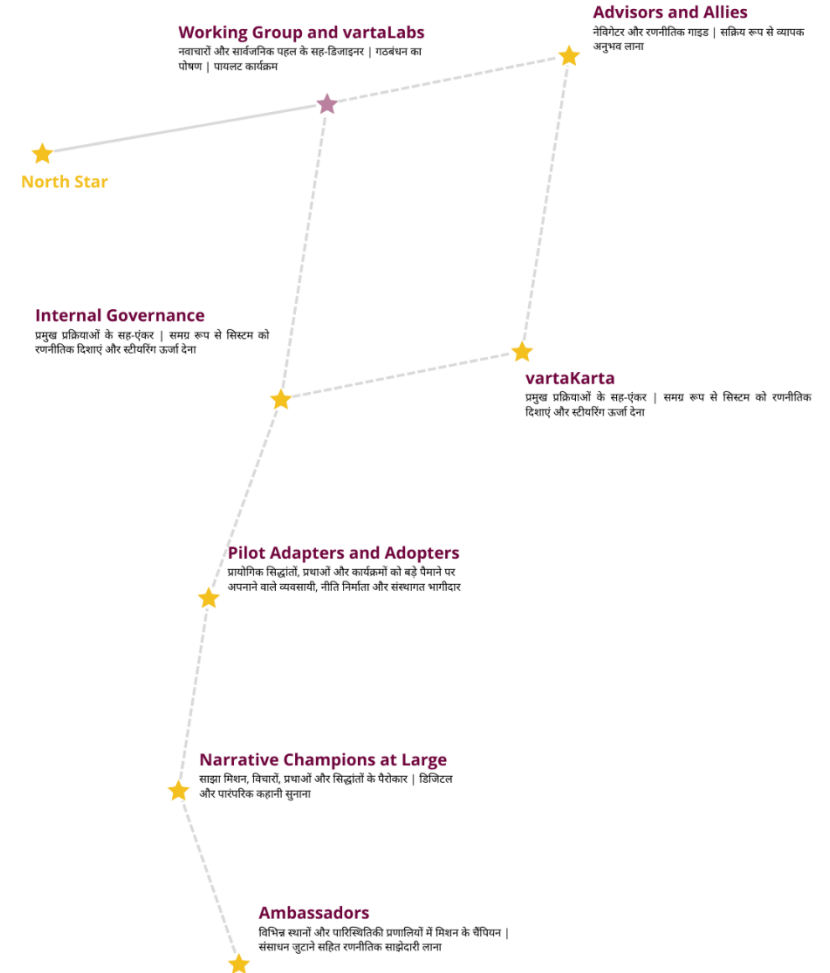 Advisors and Allies
नेविगेटर और रणनीतिक गाइड | सक्रिय रूप से व्यापक
अनुभव लाना
Working Group and vartaLabs
नवाचारों और सार्वजनिक पहल के सह-डिजाइनर | गठबंधन का
पोषण | पायलट कार्यक्रम
North Star
Internal Governance
प्रमुख प्रक्रियाओं के सह-एंकर | समग्र रूप से सिस्टम को
रणनीतिक दिशाएं और स्टीयरिंग ऊर्जा देना
vartaKarta
प्रमुख प्रक्रियाओं के सह-एंकर | समग्र रूप से सिस्टम को रणनीतिक
दिशाएं और स्टीयरिंग ऊर्जा देना
Pilot Adapters and Adopters
प्रायोगिक सिद्धांतों, प्रथाओं और कार्यक्रमों को बड़े पैमाने पर
अपनाने वाले व्यवसायी, नीति निर्माता और संस्थागत भागीदार
Narrative Champions at Large
साझा मिशन, विचारों, प्रथाओं और सिद्धांतों के पैरोकार | डिजिटल
और पारंपरिक कहानी सुनाना
Ambassadors
विभिन्न स्थानों और पारिस्थितिकी प्रणालियों में मिशन के चैंपियन |
संसाधन जुटाने सहित रणनीतिक साझेदारी लाना